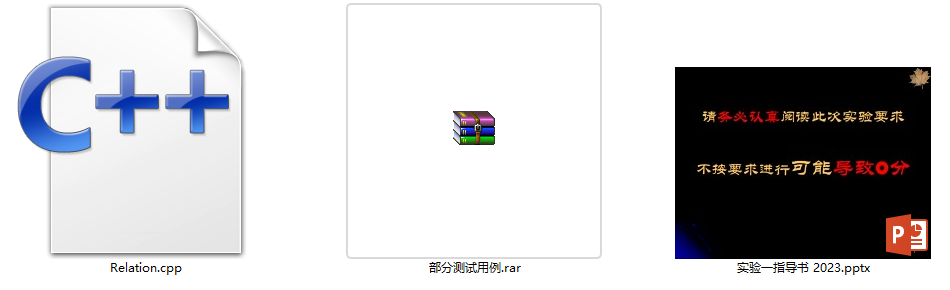 C++
请务必认真阅读此次实验要求
不按要求进行可能导致0分
P
Relation.cpp
部分测试用例.rar
实验一指导书 2023.pptx